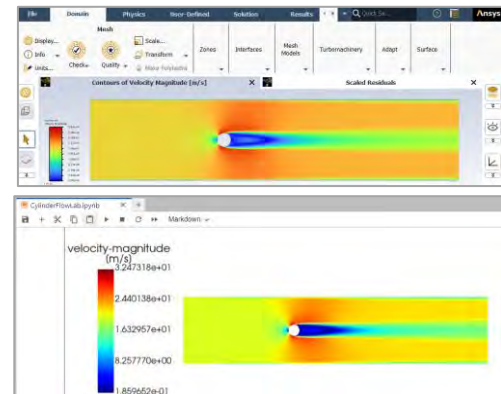 File Domain Physics User-Defined Solution Results Ansys
Mesh
Display... Scale... Zones Interfaces Mesh Models Turbomachinery Adapt Surface
Info Check Quality Transform
Units... Make Polyhedra
Contours of Velocity Magnitude [m/s] X Scaled Residuals X
CylinderFlowLab.ipynb X +
Markdown
velocity-magnitude
(m/s)
3.247318e+01
2.440138e+01
1.632957e+01
8.257770e+00
1.859652e-01